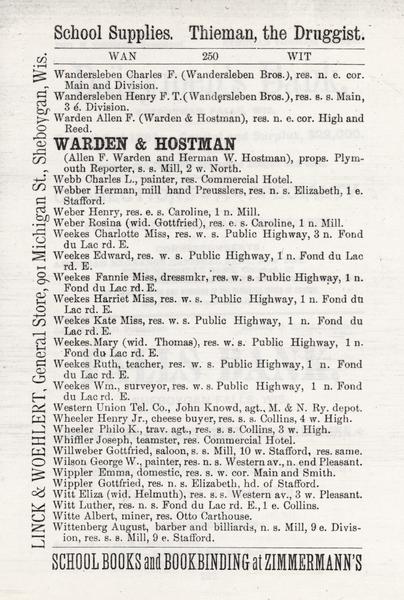 School Supplies. Thieman, the Druggist.
WAN 250 WIT
Wandersleben Charles F. (Wandersleben Bros.), res. n. e. cor.
Main and Division.
Wandersleben Henry F. T. (Wandersleben Bros.), res. s. s. Main,
3 e. Division.
Warden Allen F. (Warden & Hostman), res. n. e. cor. High and
Reed.
WARDEN & HOSTMAN
(Allen F. Warden and Herman W. Hostman), props. Plym-
outh Reporter, s. s. Mill, 2 w. North.
Webb Charles L., painter, res. Commercial Hotel.
Webber Herman, mill hand Preusslers, res. n. s. Elizabeth, 1 e.
Stafford.
Weber Henry, res. e. s. Caroline, 1 n. Mill.
Weber Rosina (wid. Gottfried), res. e. s. Caroline, 1 n. Mill.
Weekes Charlotte Miss, res. w. s. Public Highway, 3 n. Fond
du Lac rd. E.
Weekes Edward, res. w. s. Public Highway, 1 n. Fond du Lac
rd. E.
Weekes Fannie Miss, dressmkr, res. w. s. Public Highway, 1 n.
Fond du Lac rd. E.
Weekes Harriet Miss, res. w. s. Public Highway, 1 n. Fond du
Lac rd. E.
Weekes Kate Miss, res. w. s. Public Highway, 1 n. Fond du
Lac rd. E.
Weekes Mary (wid. Thomas), res. w. s. Public Highway, 1 n.
Fond du Lac rd. E.
Weekes Ruth, teacher, res. w. s. Public Highway, 1 n. Fond
du Lac rd. E.
Weekes Wm., surveyor, res. w. s. Public Highway, 1 n. Fond
du Lac rd. E.
Western Union Tel. Co., John Knowd, agt., M. & N. Ry. depot.
Wheeler Henry Jr., cheese buyer, res. s. s. Collins, 4 w. High.
Wheeler Philo K., trav. agt., res. s. s. Collins, 3 w. High.
Whiffler Joseph, teamster, res. Commercial Hotel.
Willweber Gottfried, saloon, s. s. Mill, 10 w. Stafford, res. same.
Wilson George W., painter, res. n. s. Western av., n. end Pleasant.
Wippler Emma, domestic, res. s. w. cor. Main and Smith.
Wippler Gottfried, res. n. s. Elizabeth, hd. of Stafford.
Witt Eliza (wid. Helmuth), res. s. s. Western av., 3 w. Pleasant.
Witt Luther, res. n. s. Fond du Lac rd. E., 1 e. Collins.
Witte Albert, miner, res. Otto Carthouse.
Wittenberg August, barber and billiards, n. s. Mill, 9 e. Divis-
ion, res. s. s. Mill, 9 e. Stafford.
SCHOOL BOOKS and BOOKBINDING at ZIMMERMANN'S
LINCK & WOEHLERT, General Store, 901 Michigan St., Sheboygan, Wis.